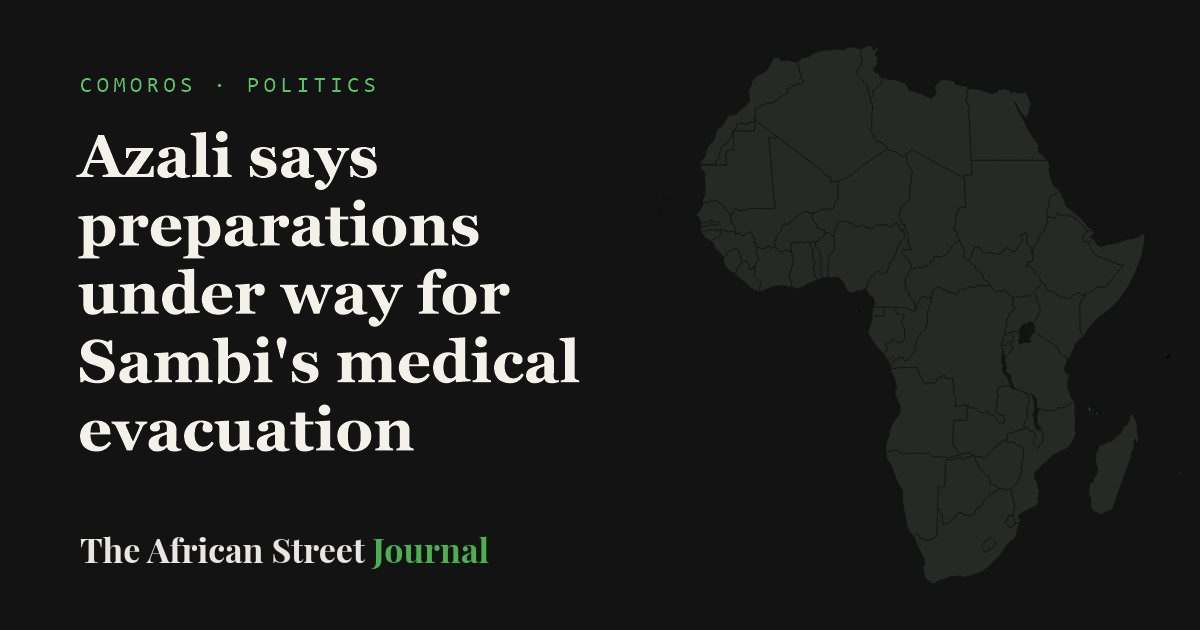 COMOROS · POLITICS
Azali says
preparations
under way for
Sambi's medical
evacuation
The African Street Journal